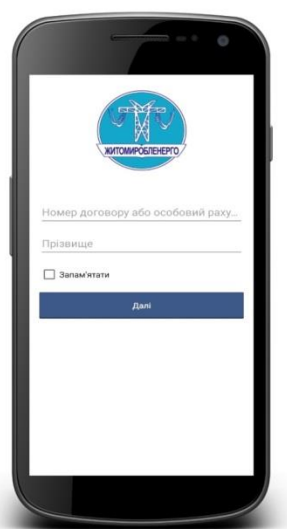 ЖИТОМИРОБЛЕНЕРГО
Номер договору або особовий раху...
Прізвище
Запам'ятати
Далі